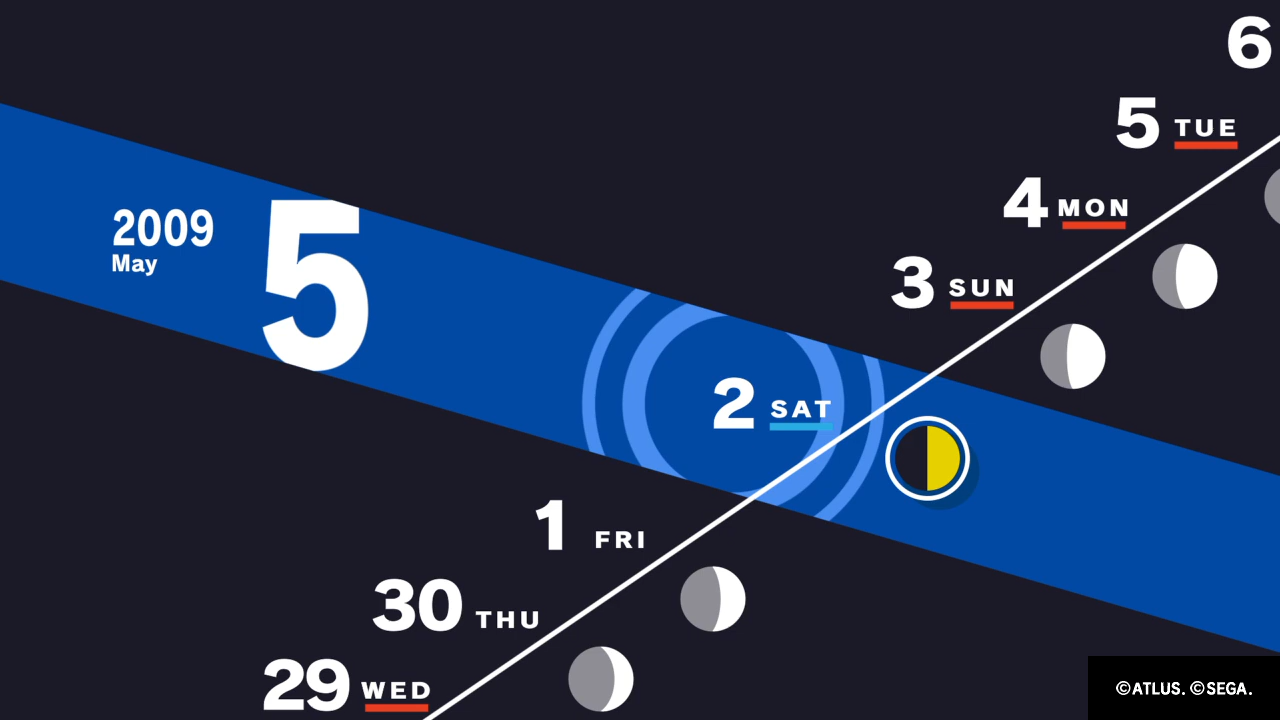 6
5 TUE
4 MON
2009
May
5
3 SUN
2 SAT
1 FRI
30 THU
29 WED
©ATLUS. ©SEGA.